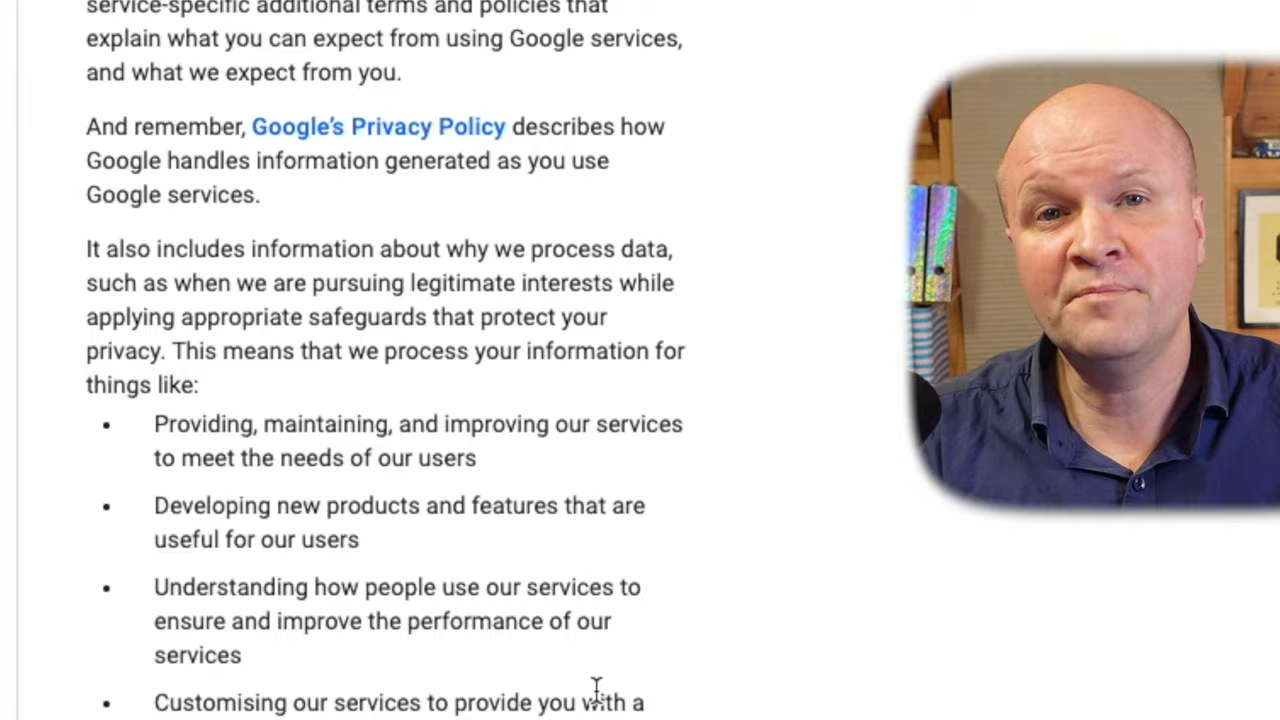 service-specific additional terms and policies that
explain what you can expect from using Google services,
and what we expect from you.
And remember, Google's Privacy Policy describes how
Google handles information generated as you use
Google services.
It also includes information about why we process data,
such as when we are pursuing legitimate interests while
applying appropriate safeguards that protect your
privacy. This means that we process your information for
things like:
• Providing, maintaining, and improving our services
to meet the needs of our users
• Developing new products and features that are
useful for our users
• Understanding how people use our services to
ensure and improve the performance of our
services
• Customising our services to provide you with a